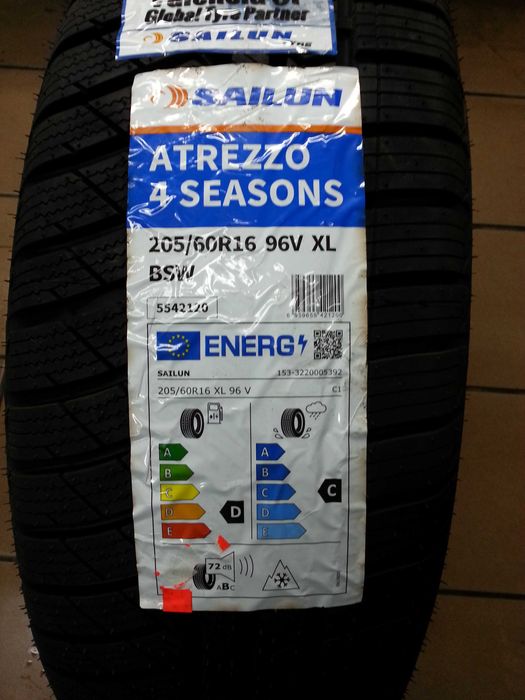 Global Tyre Partner
SAILUN
SAILUN
ATREZZO
4 SEASONS
205/60R16 96V XL
BSW
5542120
ENERG
SAILUN 153-3220005392
205/60R16 XL 96 V C1
A A
B B
C C C
D D D
E E
72 dB
ABC